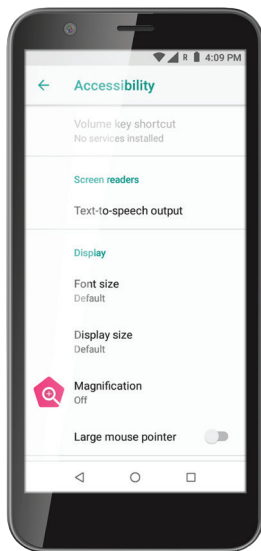 R 4:09 PM
Accessibility
Volume key shortcut
No services installed
Screen readers
Text-to-speech output
Display
Font size
Default
Display size
Default
Magnification
Off
Large mouse pointer